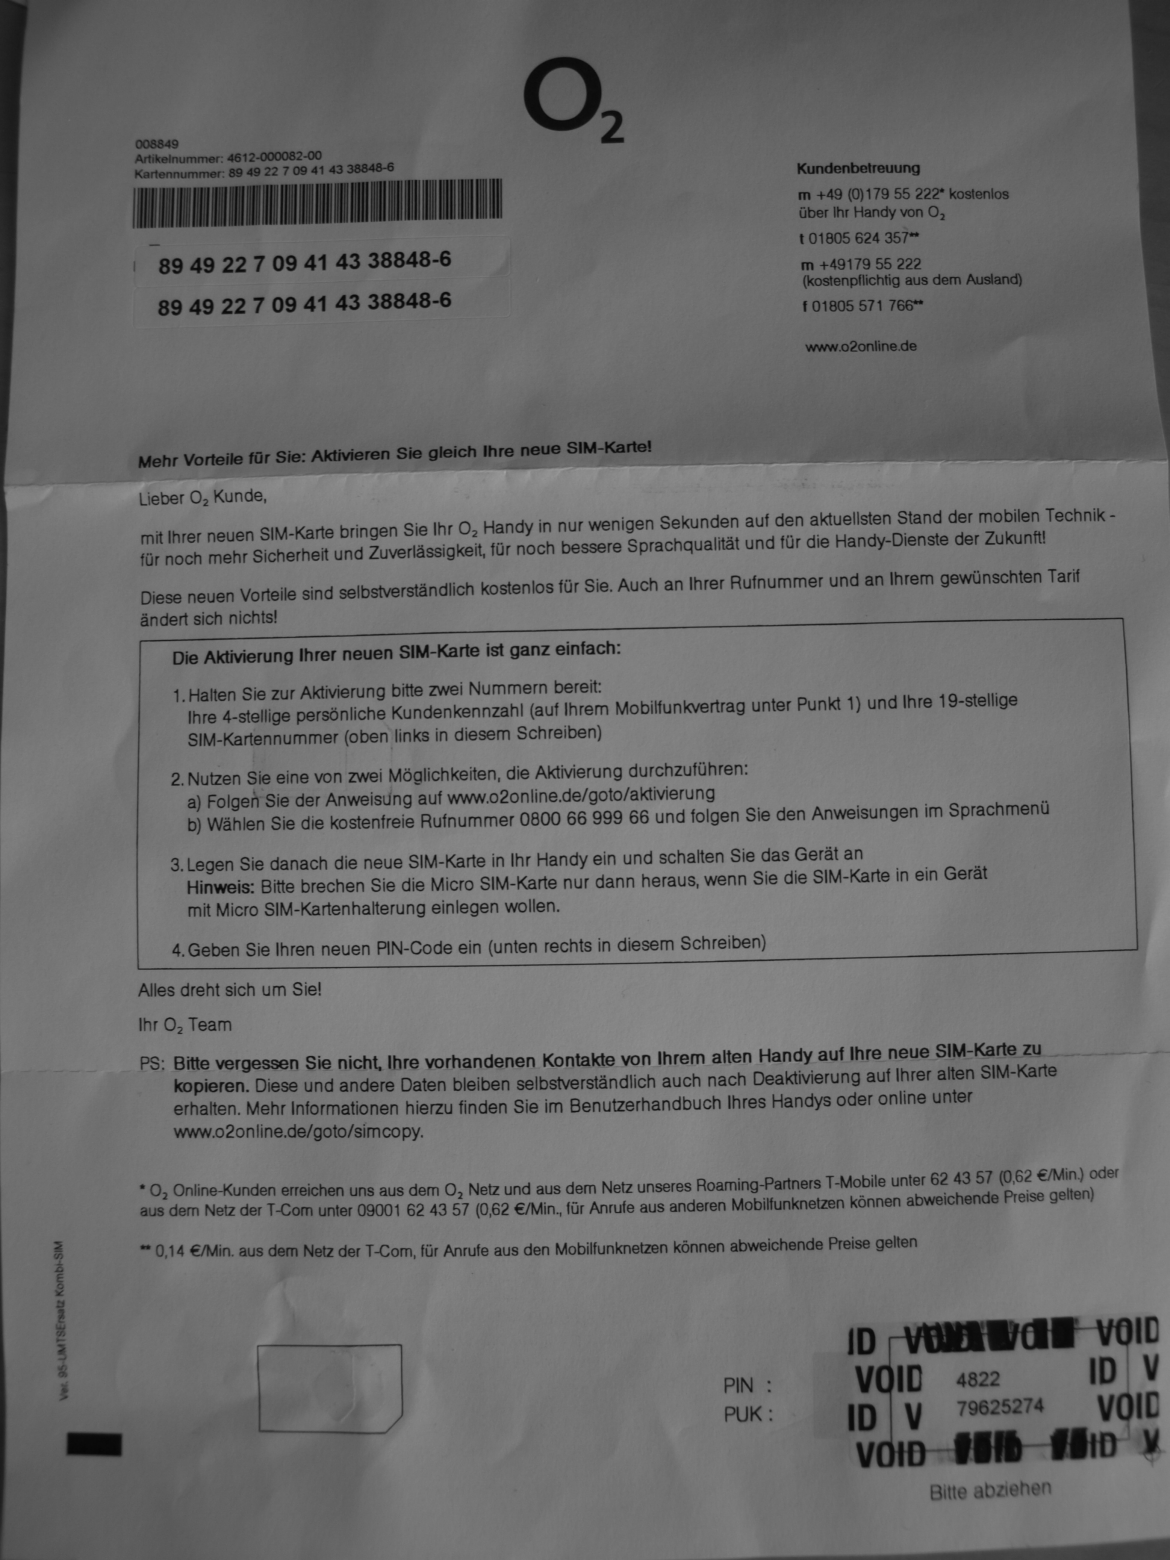 O2
008849
Artikelnummer: 4612-000082-00
Kartennummer: 89 49 22 7 09 41 43 38848-6
89 49 22 7 09 41 43 38848-6
89 49 22 7 09 41 43 38848-6
Kundenbetreuung
m +49 (0)179 55 222* kostenlos
über Ihr Handy von O2
t 01805 624 357**
m +49179 55 222
(kostenpflichtig aus dem Ausland)
f 01805 571 766**
www.o2online.de
Mehr Vorteile für Sie: Aktivieren Sie gleich Ihre neue SIM-Karte!
Lieber O2 Kunde,
mit Ihrer neuen SIM-Karte bringen Sie Ihr O2 Handy in nur wenigen Sekunden auf den aktuellsten Stand der mobilen Technik -
für noch mehr Sicherheit und Zuverlässigkeit, für noch bessere Sprachqualität und für die Handy-Dienste der Zukunft!
Diese neuen Vorteile sind selbstverständlich kostenlos für Sie. Auch an Ihrer Rufnummer und an Ihrem gewünschten Tarif
ändert sich nichts!
Die Aktivierung Ihrer neuen SIM-Karte ist ganz einfach:
1. Halten Sie zur Aktivierung bitte zwei Nummern bereit:
Ihre 4-stellige persönliche Kundenkennzahl (auf Ihrem Mobilfunkvertrag unter Punkt 1) und Ihre 19-stellige
SIM-Kartennummer (oben links in diesem Schreiben)
2. Nutzen Sie eine von zwei Möglichkeiten, die Aktivierung durchzuführen:
a) Folgen Sie der Anweisung auf www.o2online.de/goto/aktivierung
b) Wählen Sie die kostenfreie Rufnummer 0800 66 999 66 und folgen Sie den Anweisungen im Sprachmenü
3. Legen Sie danach die neue SIM-Karte in Ihr Handy ein und schalten Sie das Gerät an
Hinweis: Bitte brechen Sie die Micro SIM-Karte nur dann heraus, wenn Sie die SIM-Karte in ein Gerät
mit Micro SIM-Kartenhalterung einlegen wollen.
4. Geben Sie Ihren neuen PIN-Code ein (unten rechts in diesem Schreiben)
Alles dreht sich um Sie!
Ihr O2 Team
PS: Bitte vergessen Sie nicht, Ihre vorhandenen Kontakte von Ihrem alten Handy auf Ihre neue SIM-Karte zu
kopieren. Diese und andere Daten bleiben selbstverständlich auch nach Deaktivierung auf Ihrer alten SIM-Karte
erhalten. Mehr Informationen hierzu finden Sie im Benutzerhandbuch Ihres Handys oder online unter
www.o2online.de/goto/simcopy.
* O2 Online-Kunden erreichen uns aus dem O2 Netz und aus dem Netz unseres Roaming-Partners T-Mobile unter 62 43 57 (0,62 €/Min.) oder
aus dem Netz der T-Com unter 09001 62 43 57 (0,62 €/Min., für Anrufe aus anderen Mobilfunknetzen können abweichende Preise gelten)
** 0,14 €/Min. aus dem Netz der T-Com, für Anrufe aus den Mobilfunknetzen können abweichende Preise gelten
Ver. 95-UMTSErsatz Kombi-SIM
ID VOID VOID
PIN : VOID 4822 ID V
PUK : ID V 79625274 VOID
VOID ID V
Bitte abziehen